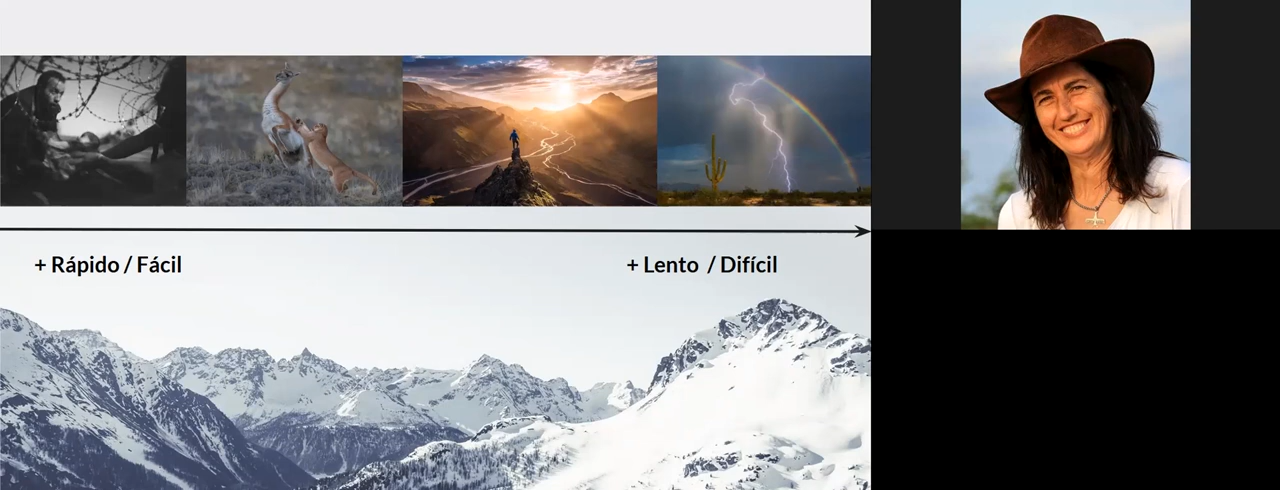 + Rápido / Fácil
+ Lento / Difícil